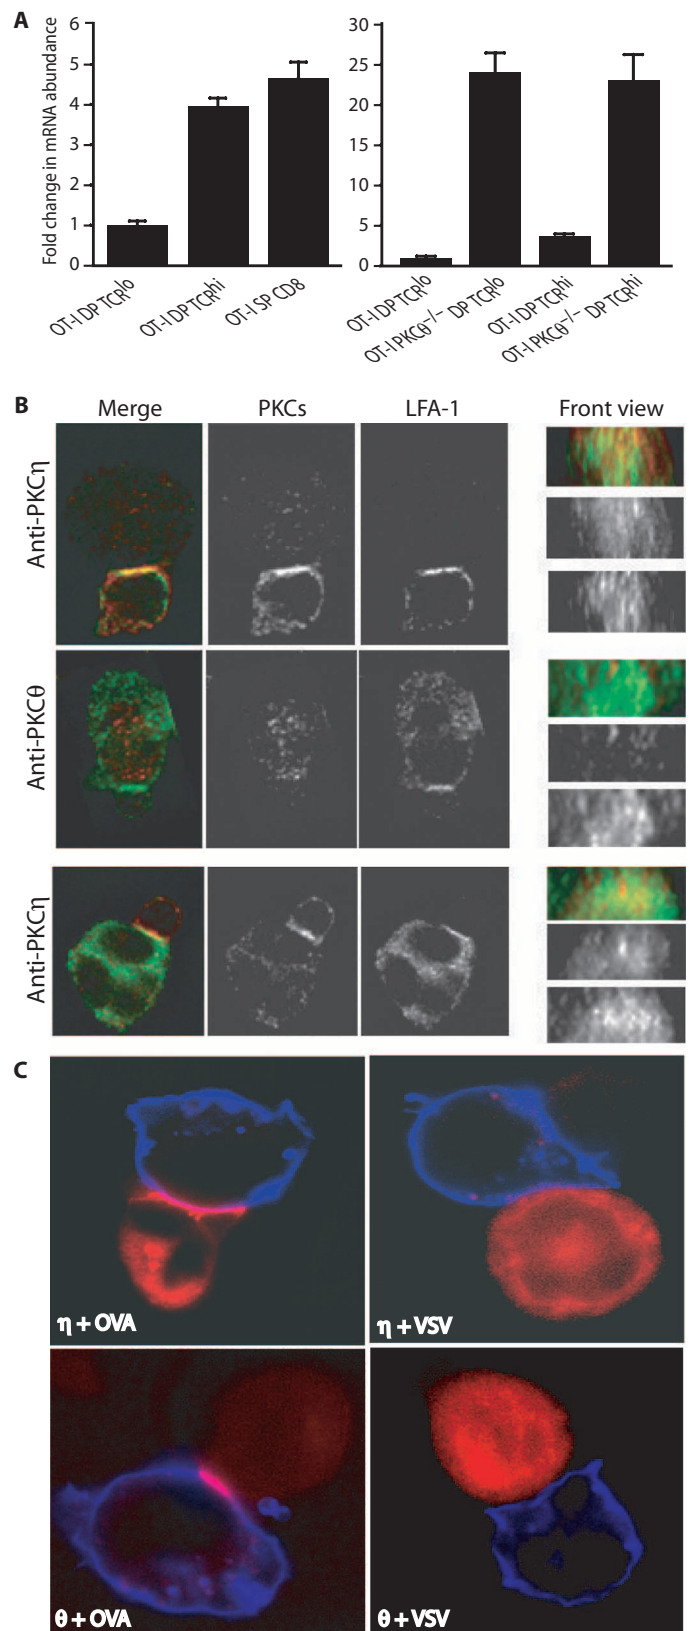 A
Fold change in mRNA abundance
6
5
4
3
2
1
0
OT-I DP TCRlo
OT-I DP TCRhi
OT-I SP CD8
30
25
20
15
10
5
0
OT-I DP TCRlo
OT-I PKCθ−/− DP TCRlo
OT-I DP TCRhi
OT-I PKCθ−/− DP TCRhi
B
Merge
PKCs
LFA-1
Front view
Anti-PKCη
Anti-PKCθ
Anti-PKCη
C
η + OVA
η + VSV
θ + OVA
θ + VSV